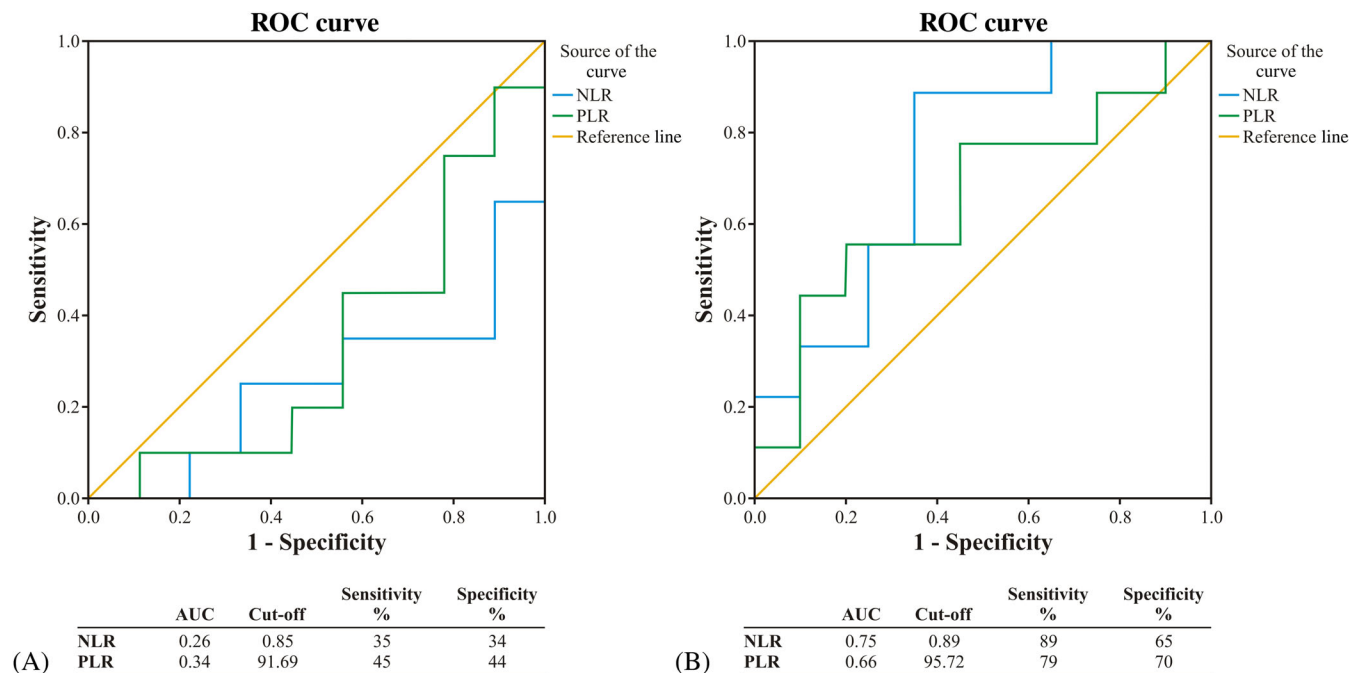 ROC curve
Source of the
curve
NLR
PLR
Reference line
1.0
0.8
0.6
0.4
0.2
0.0
Sensitivity
0.0 0.2 0.4 0.6 0.8 1.0
1 - Specificity
Sensitivity Specificity
AUC Cut-off % %
NLR 0.26 0.85 35 34
PLR 0.34 91.69 45 44
(A)
ROC curve
Source of the
curve
NLR
PLR
Reference line
1.0
0.8
0.6
0.4
0.2
0.0
Sensitivity
0.0 0.2 0.4 0.6 0.8 1.0
1 - Specificity
Sensitivity Specificity
AUC Cut-off % %
NLR 0.75 0.89 89 65
PLR 0.66 95.72 79 70
(B)